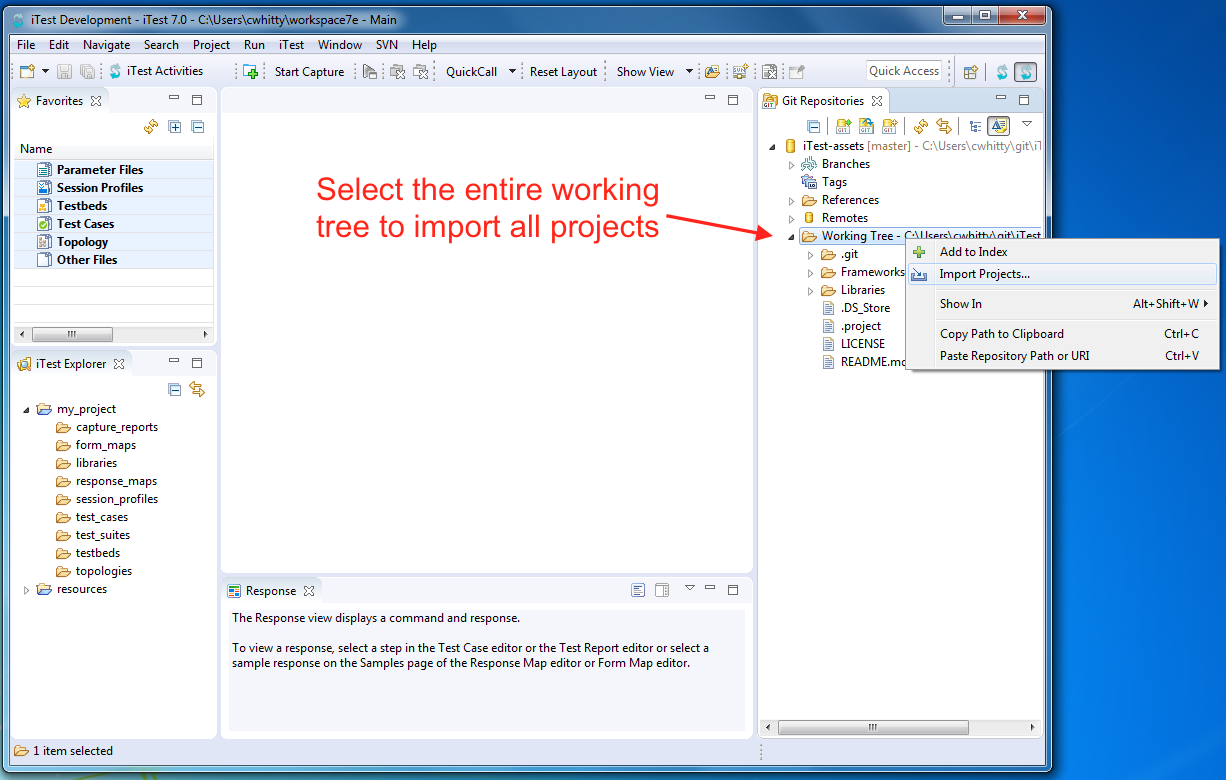 iTest Development - iTest 7.0 - C:\Users\cwhitty\workspace7e - Main
File Edit Navigate Search Project Run iTest Window SVN Help
iTest Activities Start Capture QuickCall Reset Layout Show View Quick Access
Favorites
Name
Parameter Files
Session Profiles
Testbeds
Test Cases
Topology
Other Files
iTest Explorer
my_project
capture_reports
form_maps
libraries
response_maps
session_profiles
test_cases
test_suites
testbeds
topologies
resources
Select the entire working
tree to import all projects
Response
The Response view displays a command and response.
To view a response, select a step in the Test Case editor or the Test Report editor or select a
sample response on the Samples page of the Response Map editor or Form Map editor.
Git Repositories
iTest-assets [master] - C:\Users\cwhitty\git\iT
Branches
Tags
References
Remotes
Working Tree - C:\Users\cwhitty\git\iTest
.git
Frameworks
Libraries
.DS_Store
.project
LICENSE
README.md
Add to Index
Import Projects...
Show In Alt+Shift+W
Copy Path to Clipboard Ctrl+C
Paste Repository Path or URI Ctrl+V
1 item selected